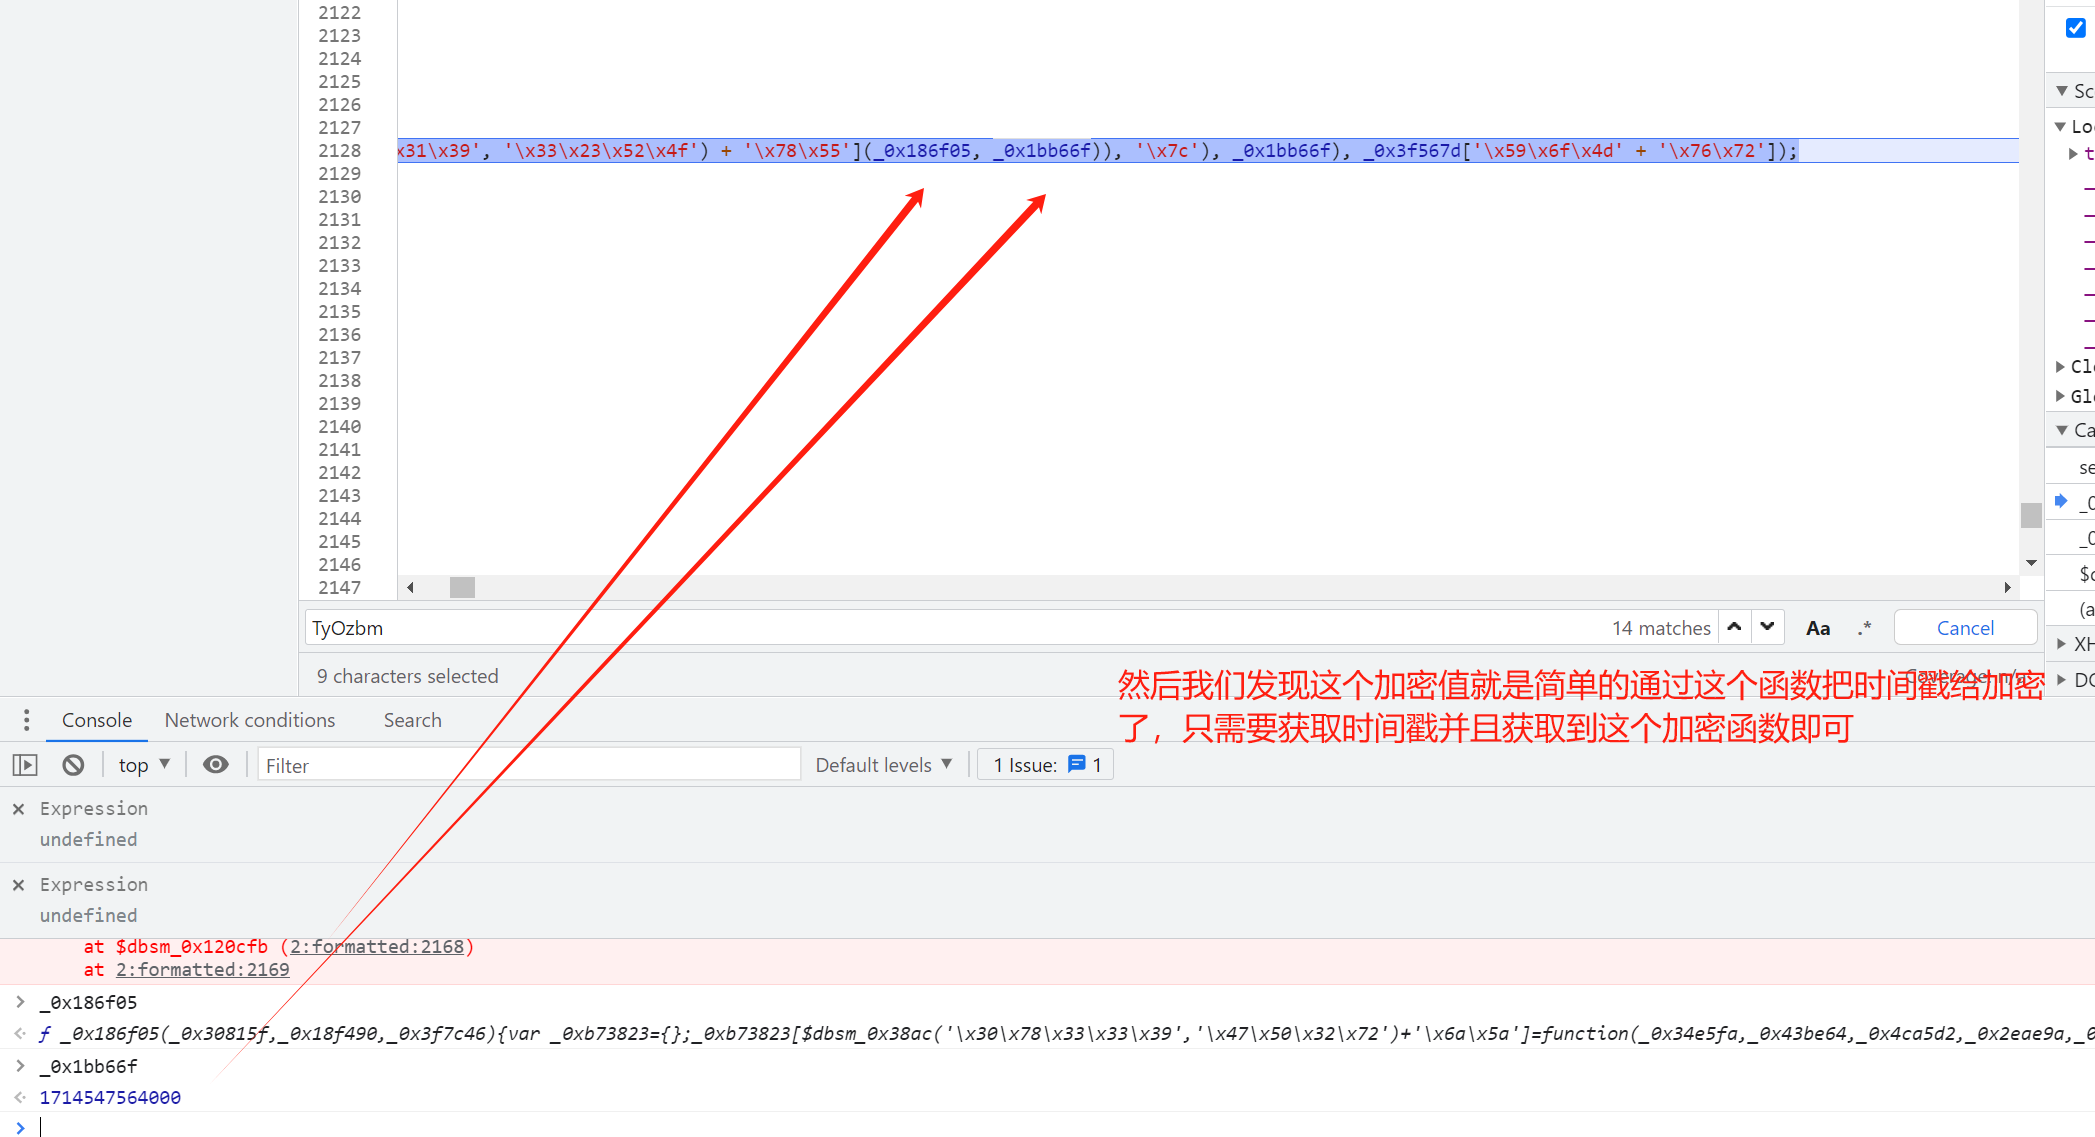 2122
2123
2124
2125
2126
2127
2128 x31\x39', '\x33\x23\x52\x4f') + '\x78\x55'](_0x186f05, _0x1bb66f)), '\x7c'), _0x1bb66f), _0x3f567d['\x59\x6f\x4d' + '\x76\x72']);
2129
2130
2131
2132
2133
2134
2135
2136
2137
2138
2139
2140
2141
2142
2143
2144
2145
2146
2147
Sc
Lo
t
Cl
Gl
Ca
se
_0
_0
$c
(a
XH
DO
TyOzbm 14 matches Aa .* Cancel
9 characters selected
然后我们发现这个加密值就是简单的通过这个函数把时间戳给加密
了，只需要获取时间戳并且获取到这个加密函数即可
Console Network conditions Search
top Filter Default levels 1 Issue: 1
Expression
undefined
Expression
undefined
at $dbsm_0x120cfb (2:formatted:2168)
at 2:formatted:2169
_0x186f05
ƒ _0x186f05(_0x30815f,_0x18f490,_0x3f7c46){var _0xb73823={};_0xb73823[$dbsm_0x38ac('\x30\x78\x33\x33\x39','\x47\x50\x32\x72')+'\x6a\x5a']=function(_0x34e5fa,_0x43be64,_0x4ca5d2,_0x2eae9a,_0
_0x1bb66f
1714547564000